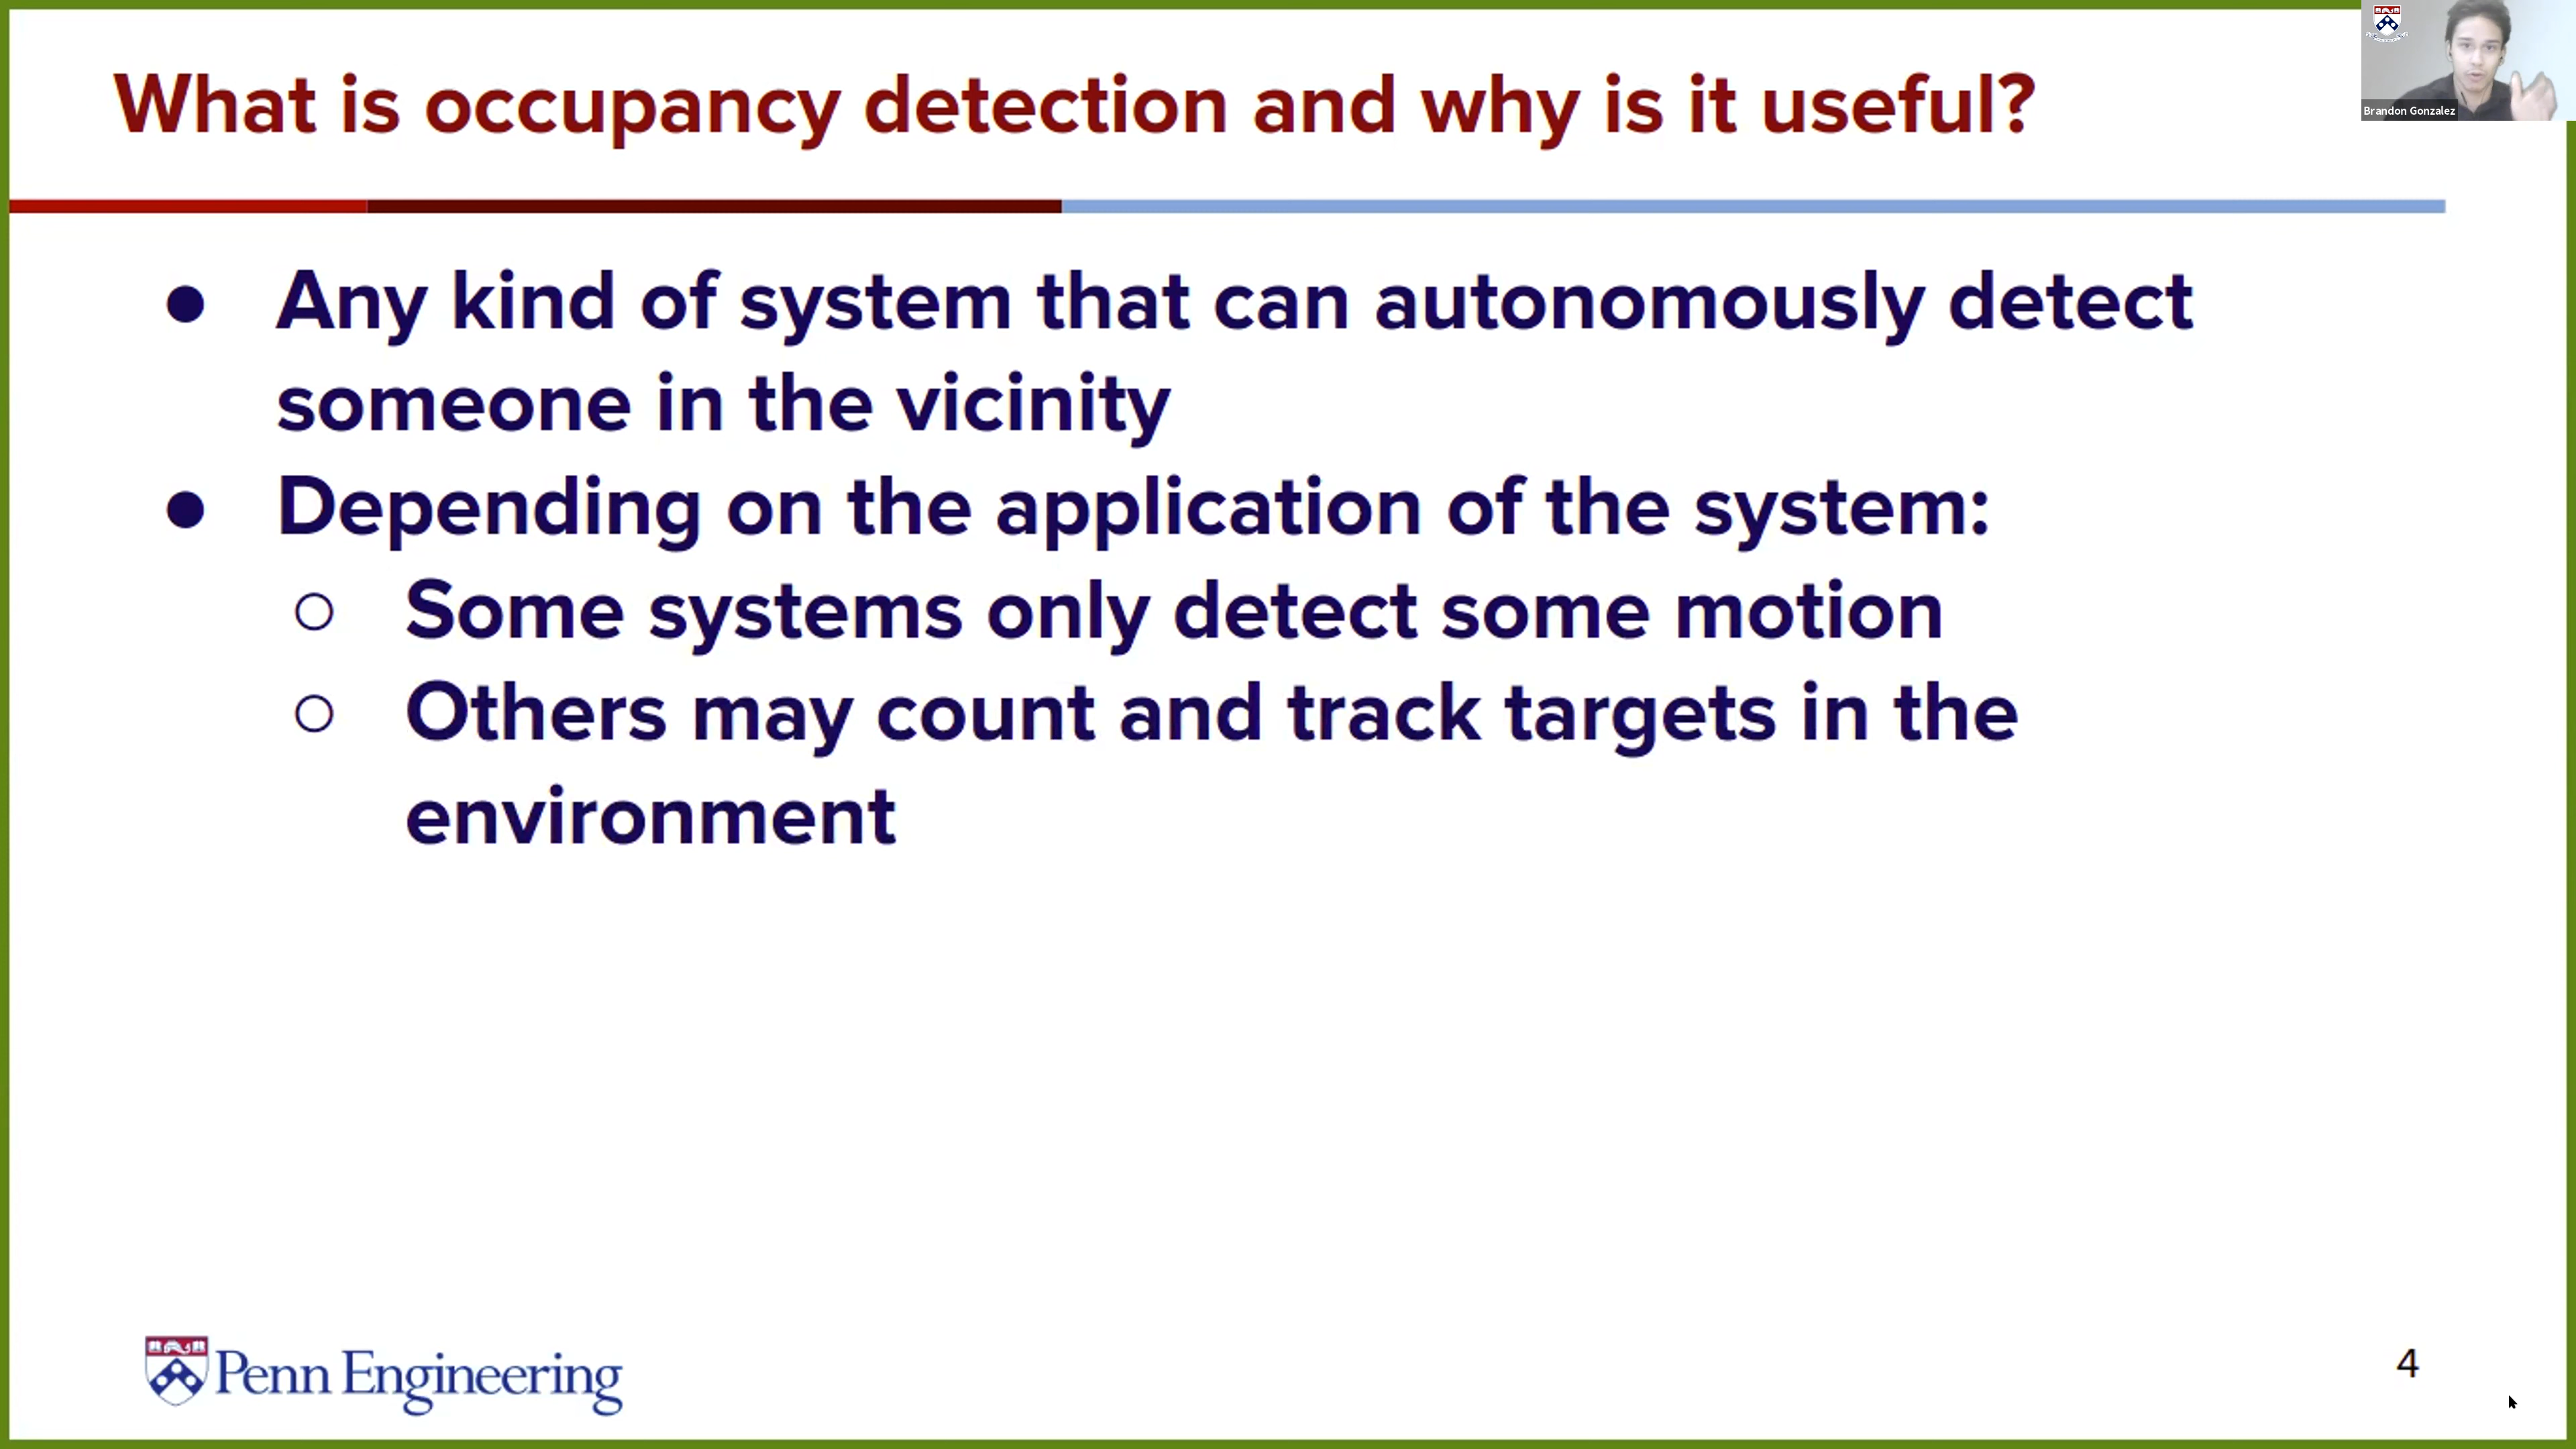 What is occupancy detection and why is it useful?
Brandon Gonzalez
● Any kind of system that can autonomously detect
someone in the vicinity
● Depending on the application of the system:
○ Some systems only detect some motion
○ Others may count and track targets in the
environment
Penn Engineering
4